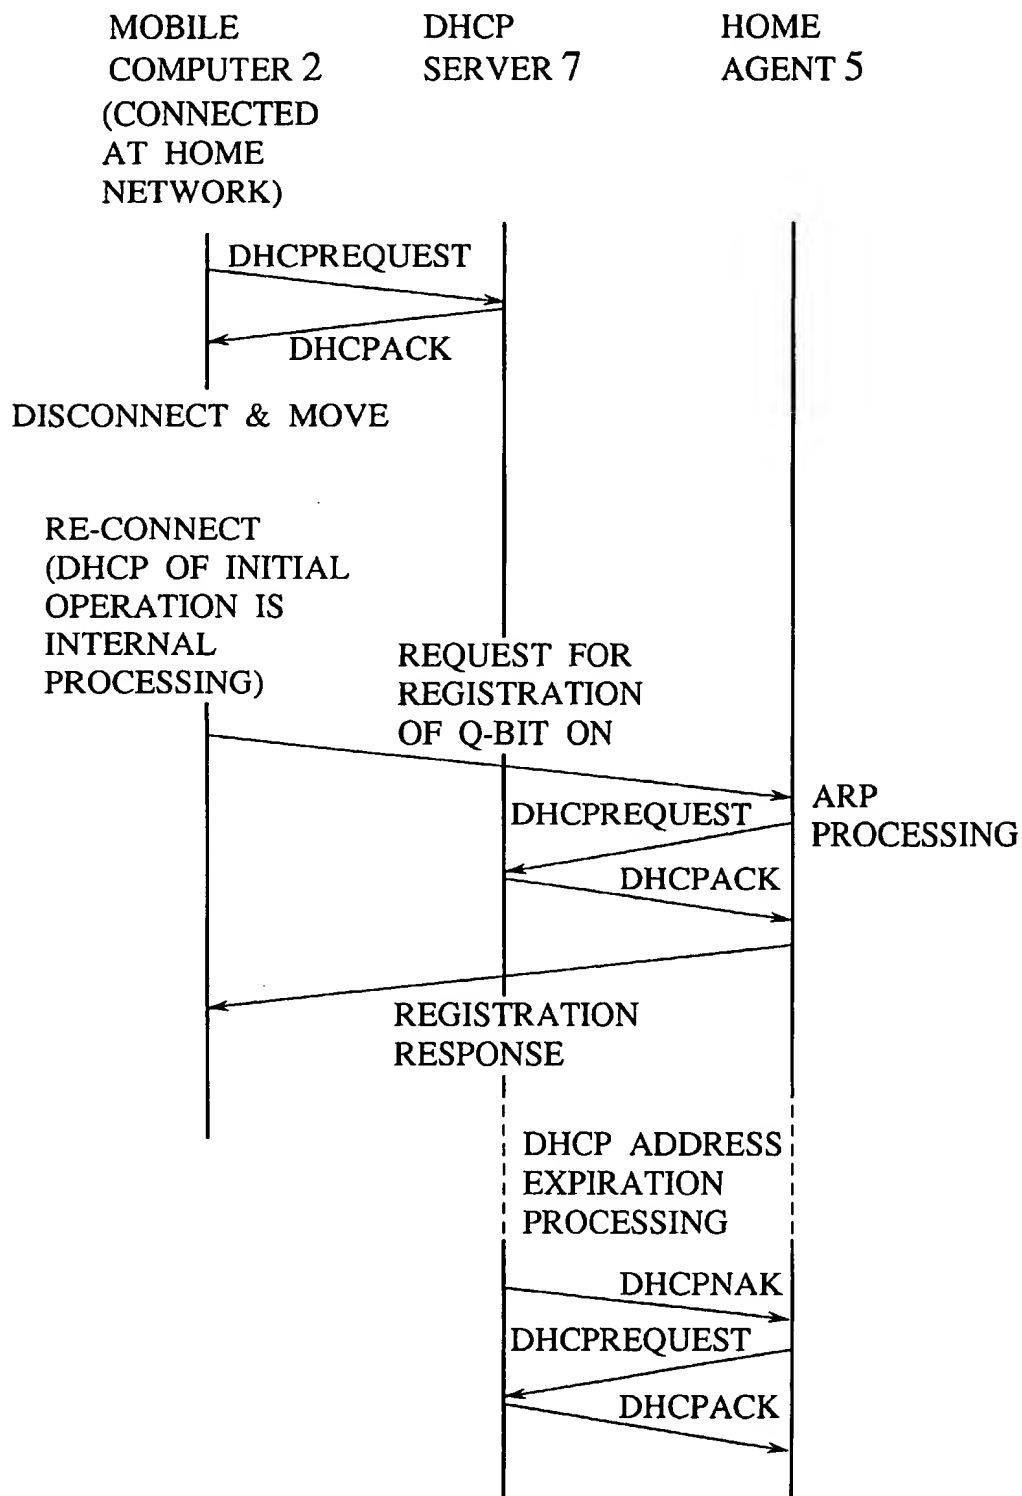 MOBILE
COMPUTER 2
(CONNECTED
AT HOME
NETWORK)
DHCP
SERVER 7
HOME
AGENT 5
DHCPREQUEST
DHCPACK
DISCONNECT & MOVE
RE-CONNECT
(DHCP OF INITIAL
OPERATION IS
INTERNAL
PROCESSING)
REQUEST FOR
REGISTRATION
OF Q-BIT ON
ARP
PROCESSING
DHCPREQUEST
DHCPACK
REGISTRATION
RESPONSE
DHCP ADDRESS
EXPIRATION
PROCESSING
DHCPNAK
DHCPREQUEST
DHCPACK